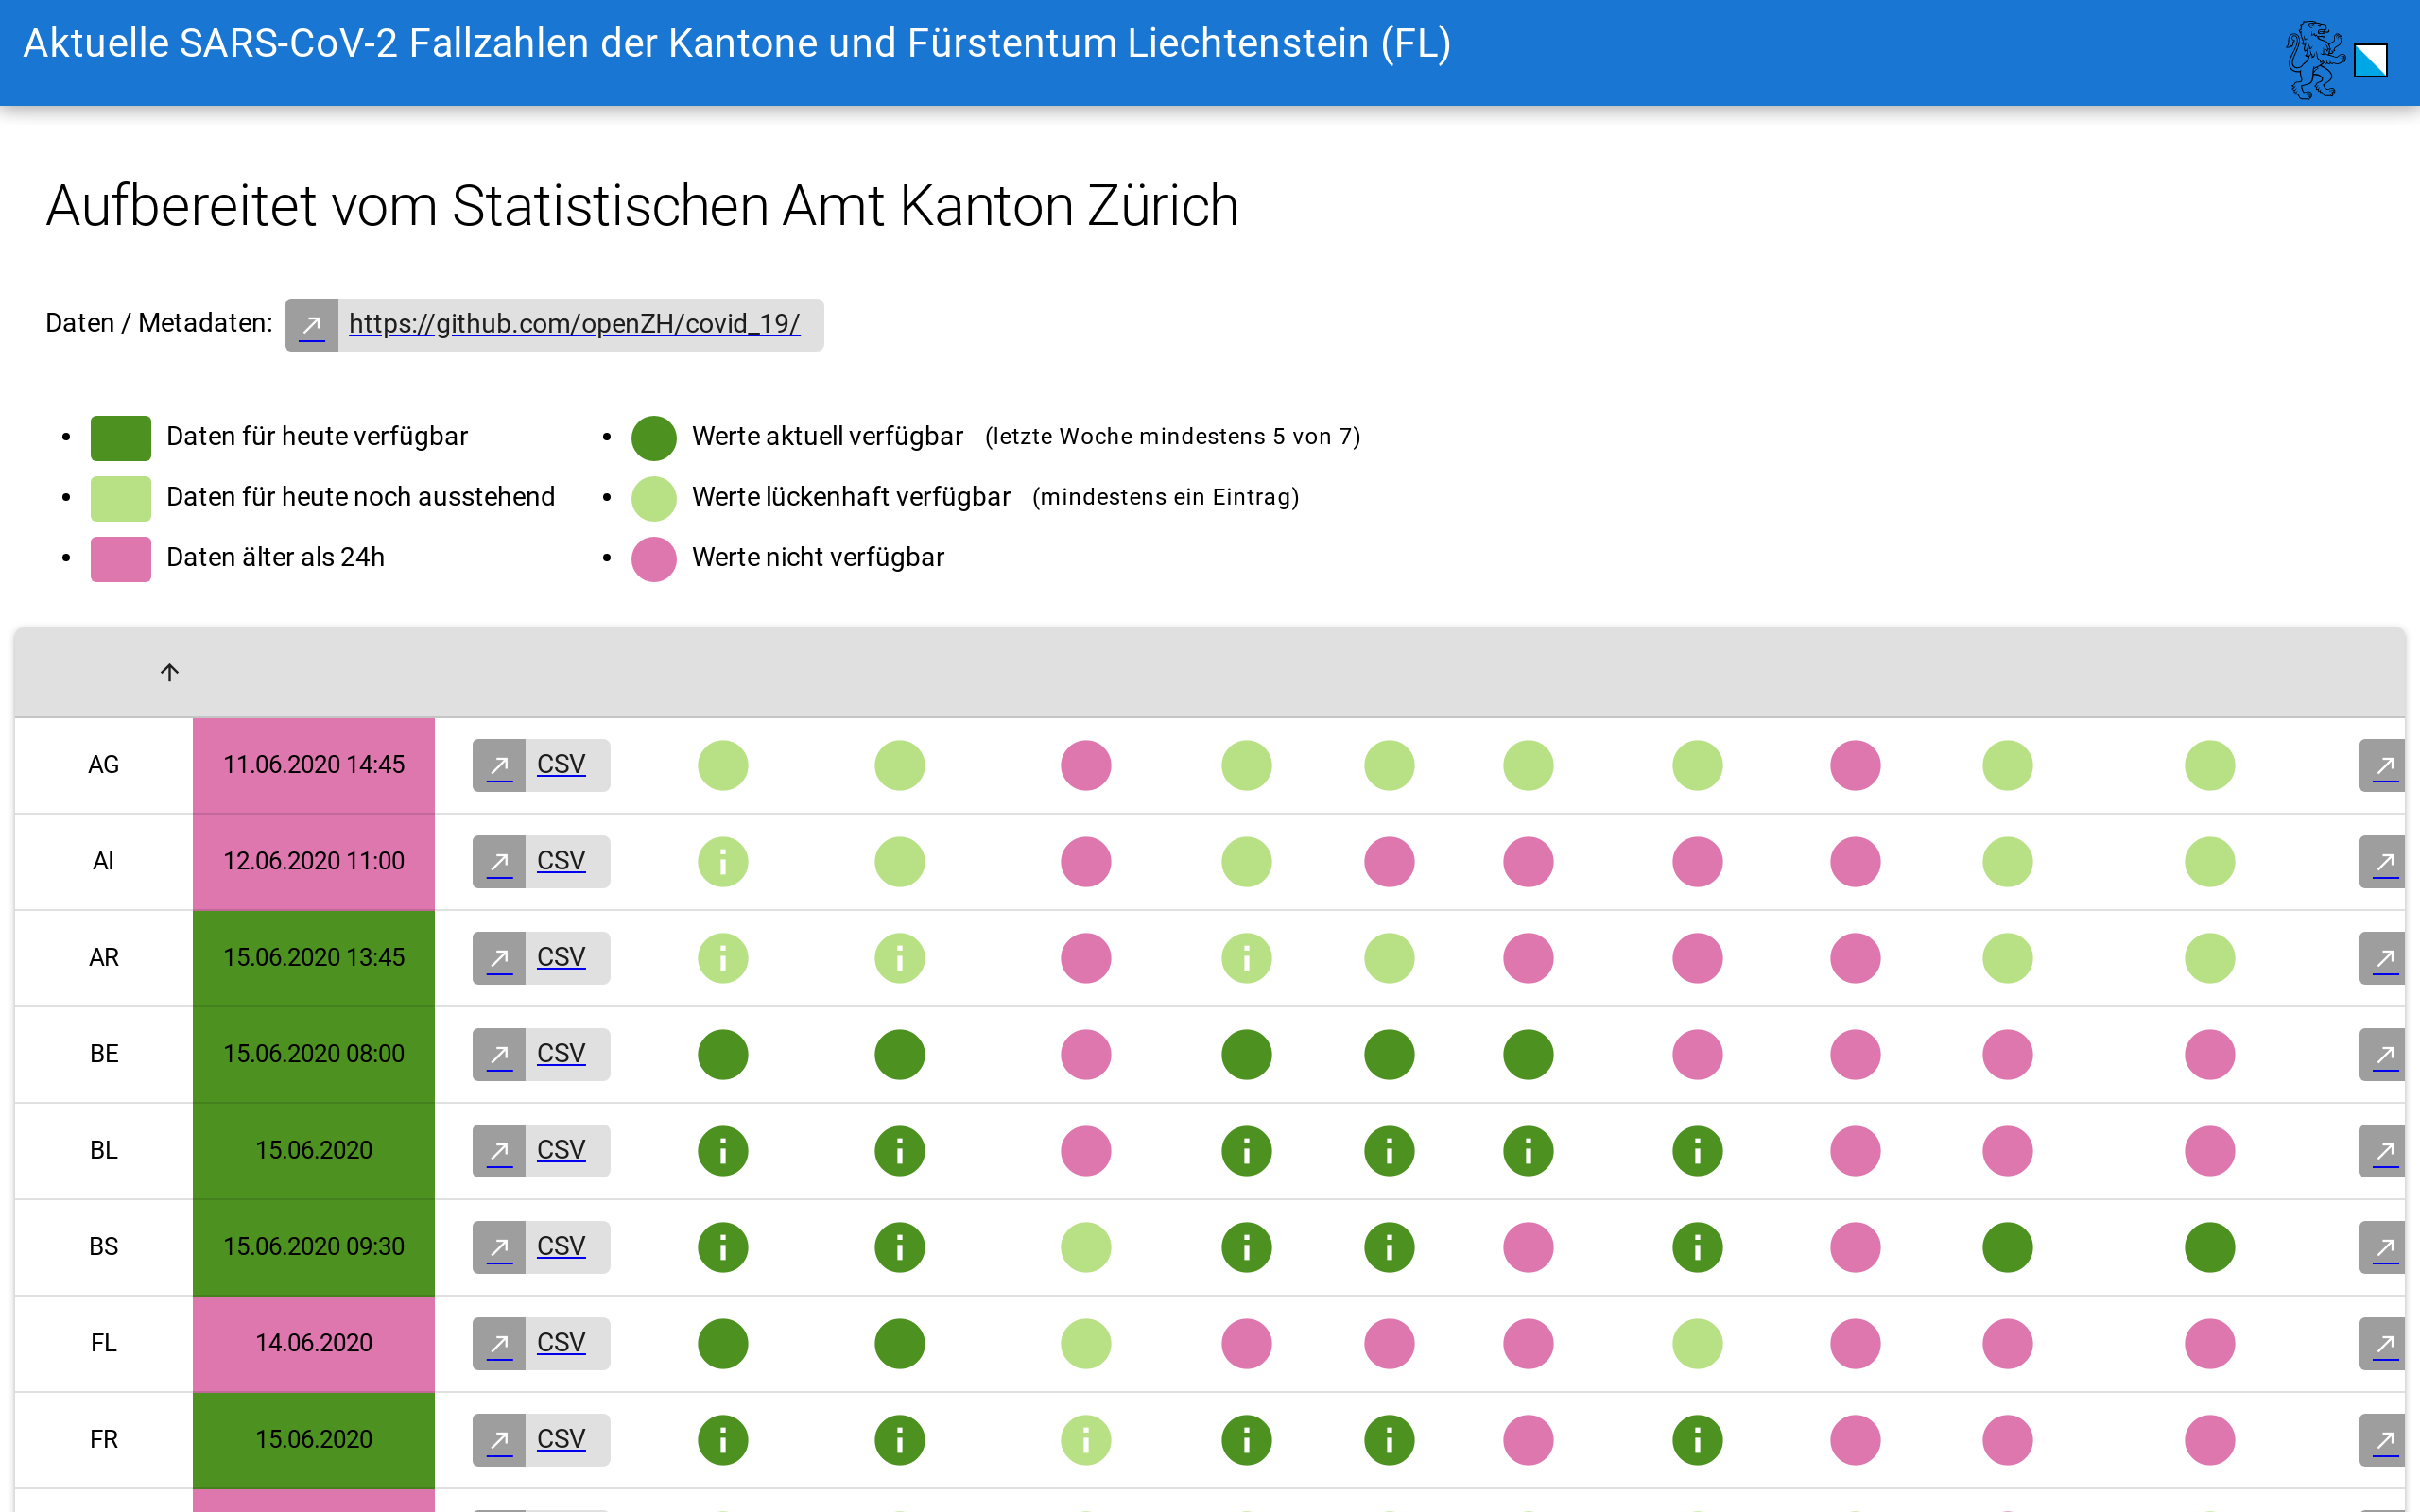 Aktuelle SARS-CoV-2 Fallzahlen der Kantone und Fürstentum Liechtenstein (FL)
Aufbereitet vom Statistischen Amt Kanton Zürich
Daten / Metadaten: https://github.com/openZH/covid_19/
Daten für heute verfügbar
Daten für heute noch ausstehend
Daten älter als 24h
Werte aktuell verfügbar (letzte Woche mindestens 5 von 7)
Werte lückenhaft verfügbar (mindestens ein Eintrag)
Werte nicht verfügbar
AG 11.06.2020 14:45 CSV
AI 12.06.2020 11:00 CSV
AR 15.06.2020 13:45 CSV
BE 15.06.2020 08:00 CSV
BL 15.06.2020 CSV
BS 15.06.2020 09:30 CSV
FL 14.06.2020 CSV
FR 15.06.2020 CSV